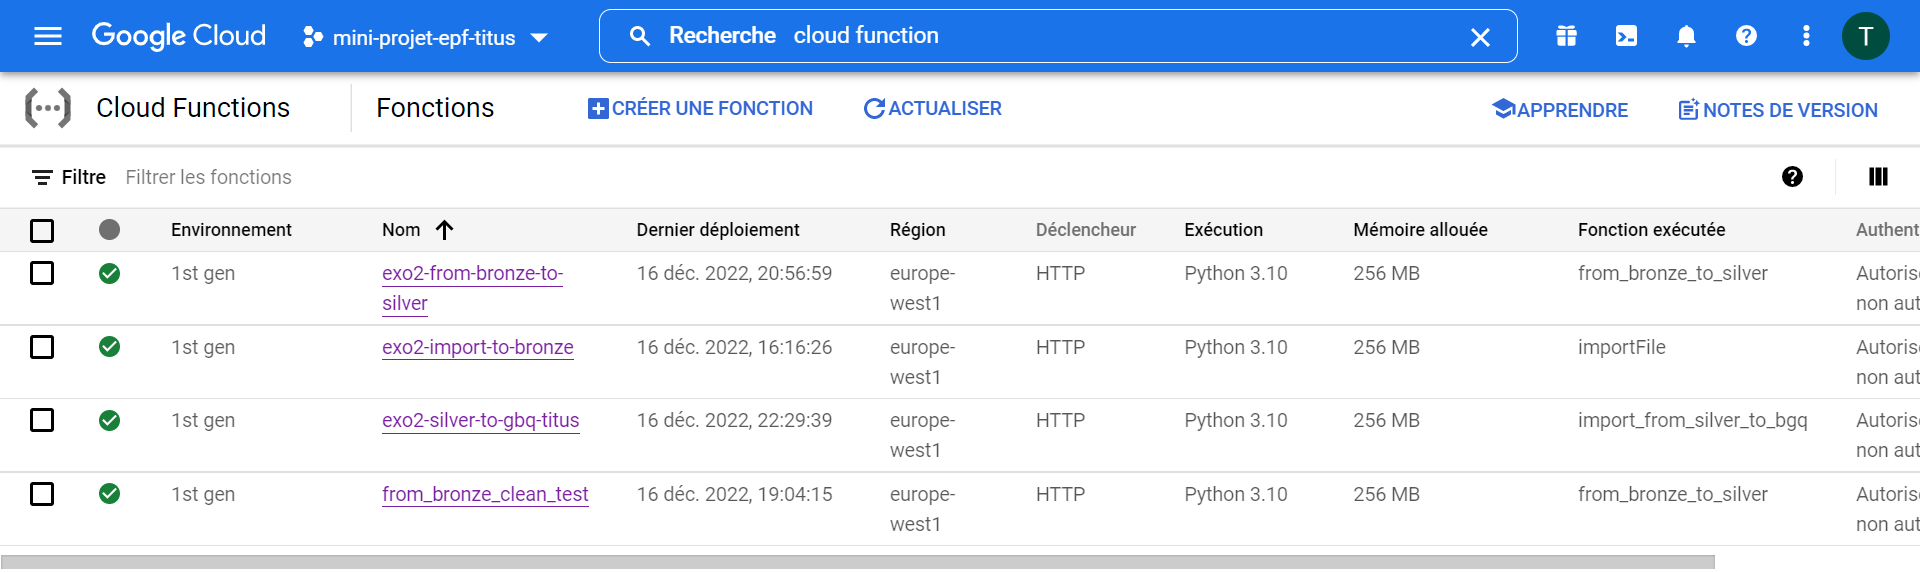 Google Cloud mini-projet-epf-titus Recherche cloud function T
Cloud Functions Fonctions CRÉER UNE FONCTION ACTUALISER APPRENDRE NOTES DE VERSION
Filtre Filtrer les fonctions
Environnement Nom Dernier déploiement Région Déclencheur Exécution Mémoire allouée Fonction exécutée Authent
1st gen exo2-from-bronze-to- 16 déc. 2022, 20:56:59 europe- HTTP Python 3.10 256 MB from_bronze_to_silver Autoris
silver west1 non aut
1st gen exo2-import-to-bronze 16 déc. 2022, 16:16:26 europe- HTTP Python 3.10 256 MB importFile Autoris
west1 non aut
1st gen exo2-silver-to-gbq-titus 16 déc. 2022, 22:29:39 europe- HTTP Python 3.10 256 MB import_from_silver_to_bgq Autoris
west1 non aut
1st gen from_bronze_clean_test 16 déc. 2022, 19:04:15 europe- HTTP Python 3.10 256 MB from_bronze_to_silver Autoris
west1 non aut